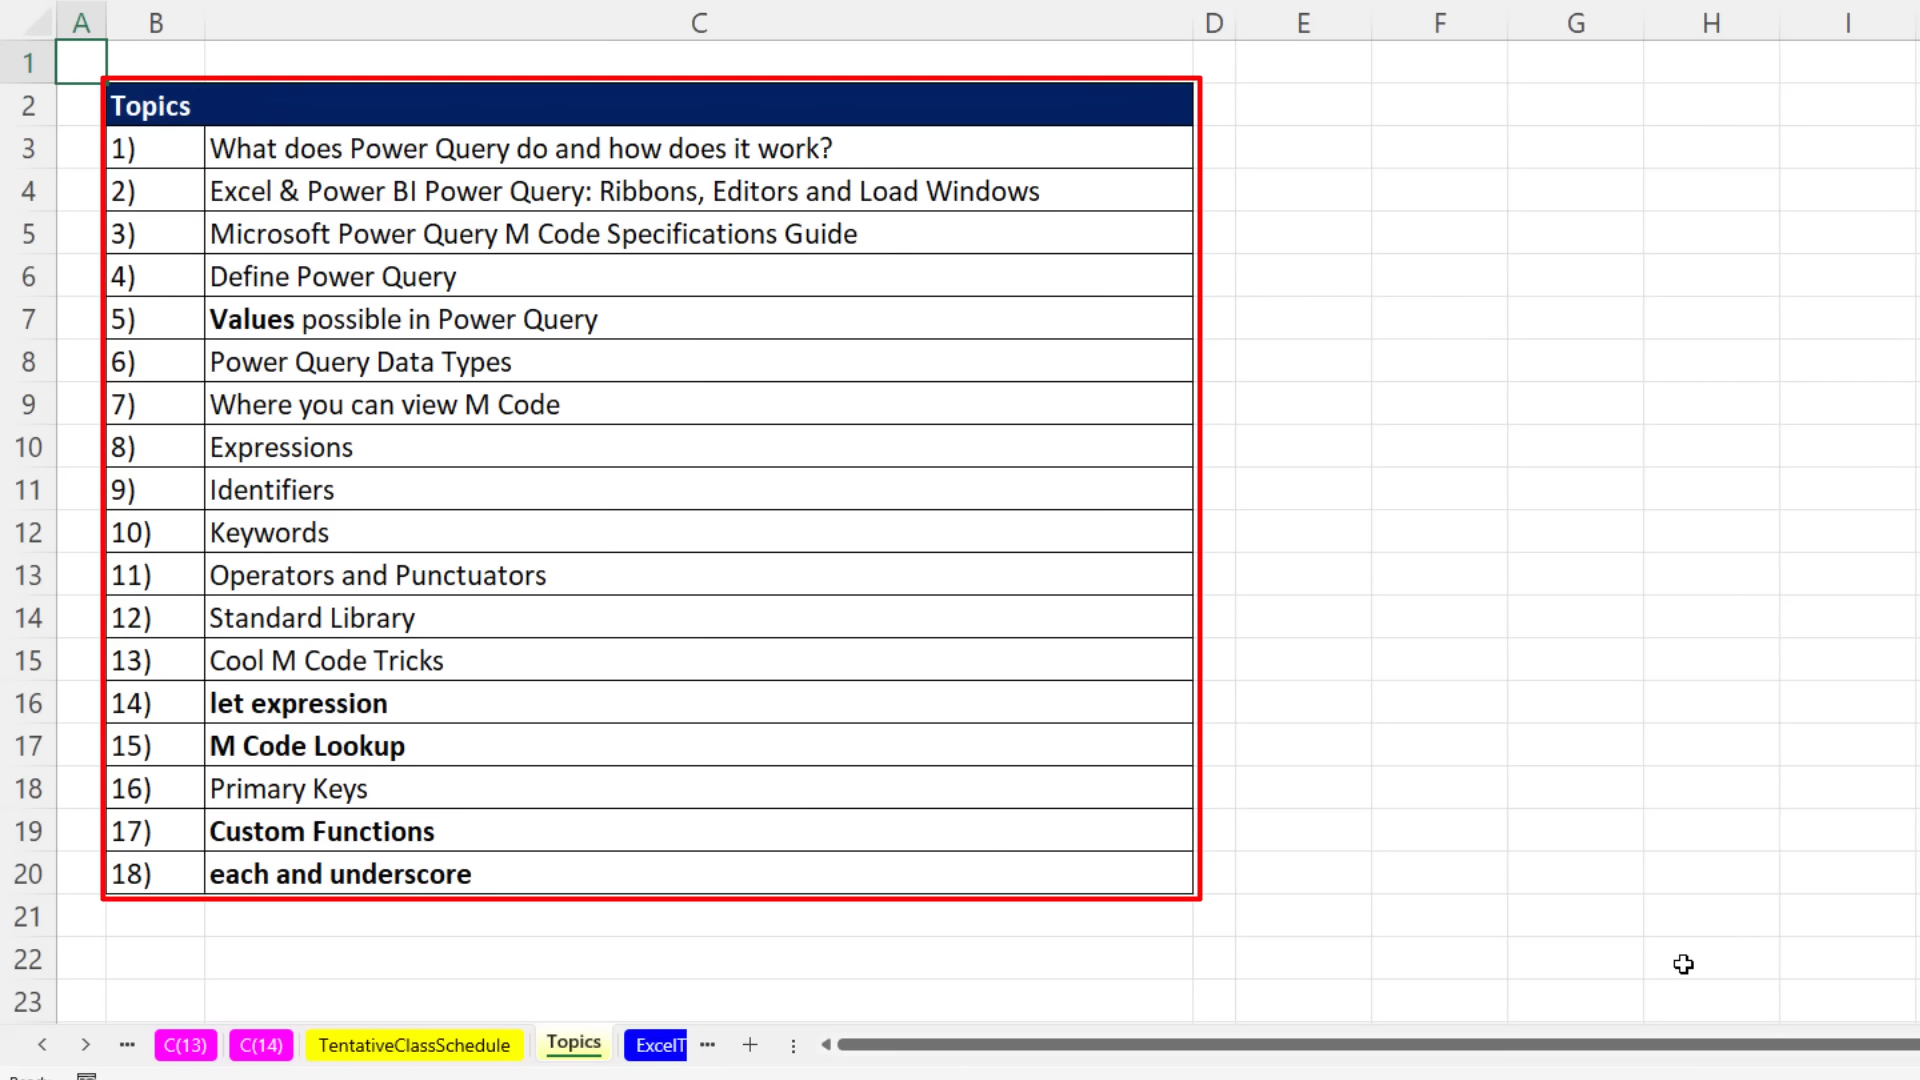 A B C D E F G H I
1
2 Topics
3 1) What does Power Query do and how does it work?
4 2) Excel & Power BI Power Query: Ribbons, Editors and Load Windows
5 3) Microsoft Power Query M Code Specifications Guide
6 4) Define Power Query
7 5) Values possible in Power Query
8 6) Power Query Data Types
9 7) Where you can view M Code
10 8) Expressions
11 9) Identifiers
12 10) Keywords
13 11) Operators and Punctuators
14 12) Standard Library
15 13) Cool M Code Tricks
16 14) let expression
17 15) M Code Lookup
18 16) Primary Keys
19 17) Custom Functions
20 18) each and underscore
21
22
23
C(13) C(14) TentativeClassSchedule Topics ExcelT